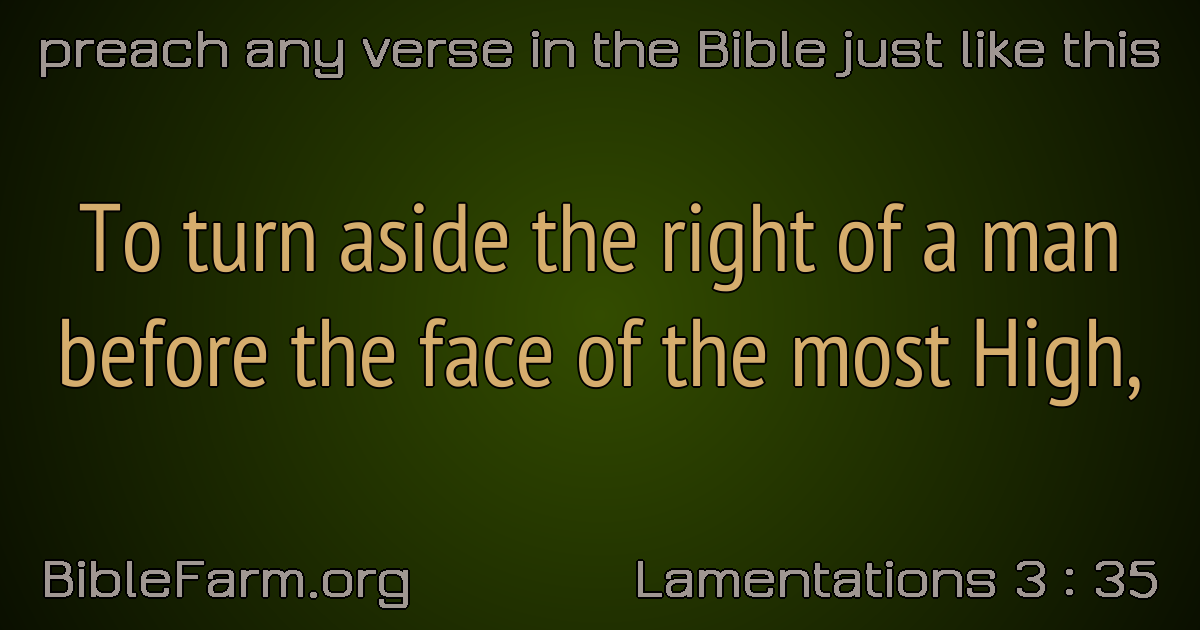 preach any verse in the Bible just like this
To turn aside the right of a man
before the face of the most High,
BibleFarm.org
Lamentations 3 : 35